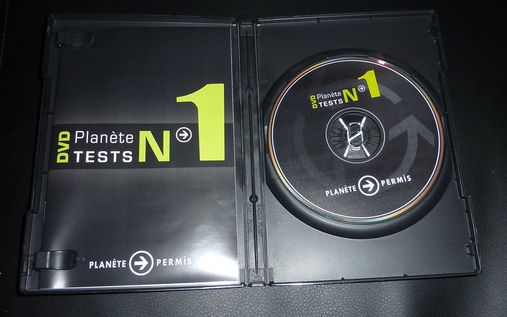 DVD
Planète
TESTS
N
1
PLANÈTE PERMIS
DVD
Planète
TESTS
N
1
PLANÈTE PERMIS